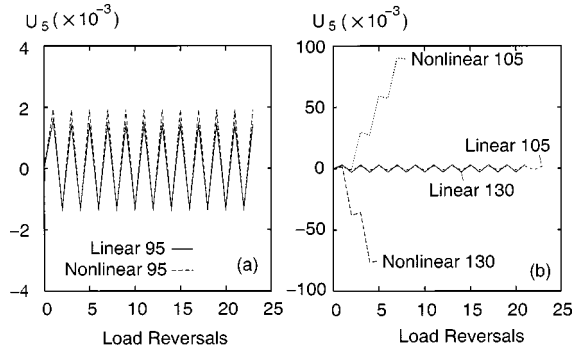 U₅(×10⁻³)
4
2
0
−2
−4
Linear 95
Nonlinear 95
(a)
0 5 10 15 20 25
Load Reversals
U₅(×10⁻³)
100
50
0
−50
−100
Nonlinear 105
Linear 105
Linear 130
Nonlinear 130
(b)
0 5 10 15 20 25
Load Reversals